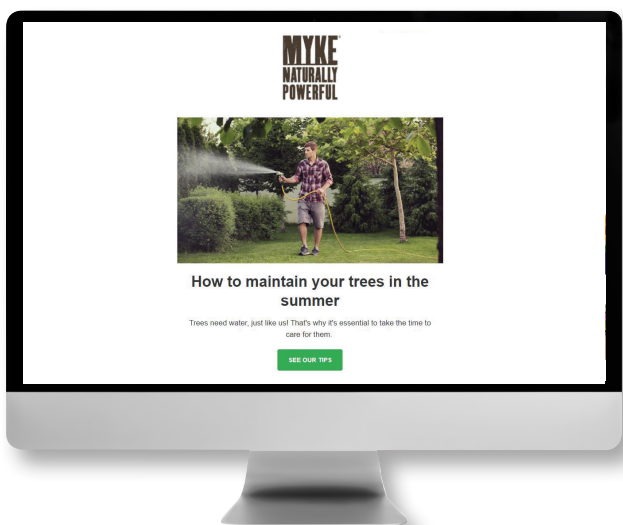 MYKE
NATURALLY
POWERFUL
How to maintain your trees in the
summer
Trees need water, just like us! That's why it's essential to take the time to
care for them.
SEE OUR TIPS